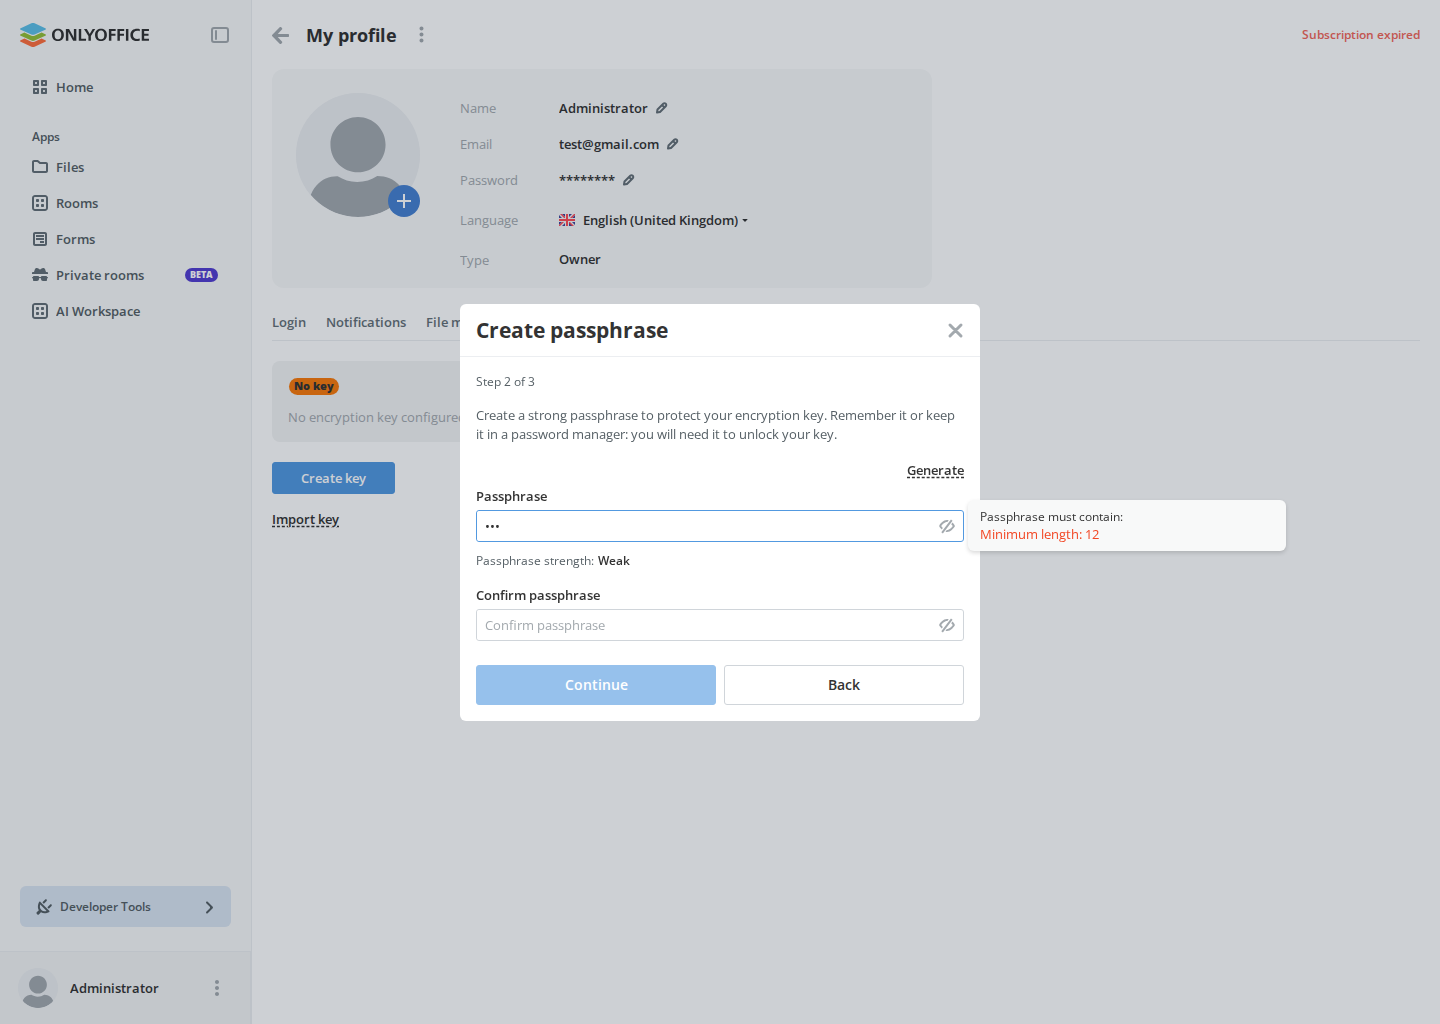 ONLYOFFICE
My profile
Subscription expired
Home
Apps
Files
Rooms
Forms
Private rooms
BETA
AI Workspace
Developer Tools
Administrator
Name
Administrator
Email
test@gmail.com
Password
********
Language
English (United Kingdom)
Type
Owner
Login
Notifications
File m
No key
No encryption key configured
Create key
Import key
Create passphrase
Step 2 of 3
Create a strong passphrase to protect your encryption key. Remember it or keep
it in a password manager: you will need it to unlock your key.
Generate
Passphrase
•••
Passphrase must contain:
Minimum length: 12
Passphrase strength: Weak
Confirm passphrase
Confirm passphrase
Continue
Back